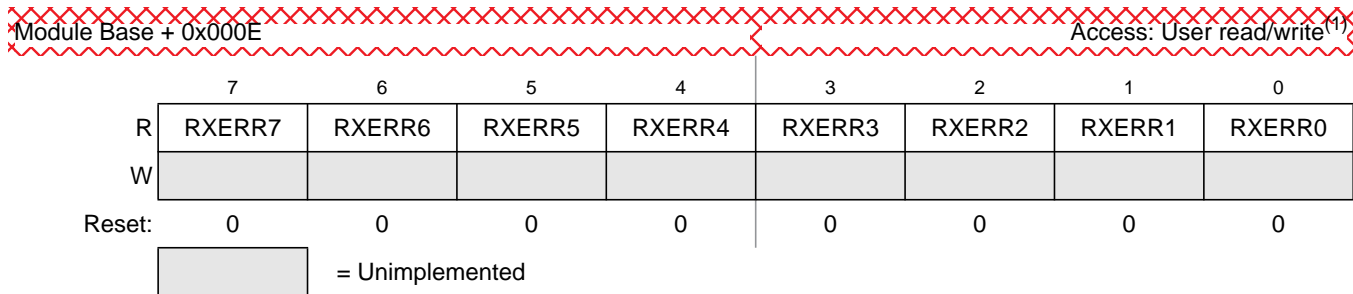 Module Base + 0x000E Access: User read/write(1)
7 6 5 4 3 2 1 0
R RXERR7 RXERR6 RXERR5 RXERR4 RXERR3 RXERR2 RXERR1 RXERR0
W
Reset: 0 0 0 0 0 0 0 0
= Unimplemented